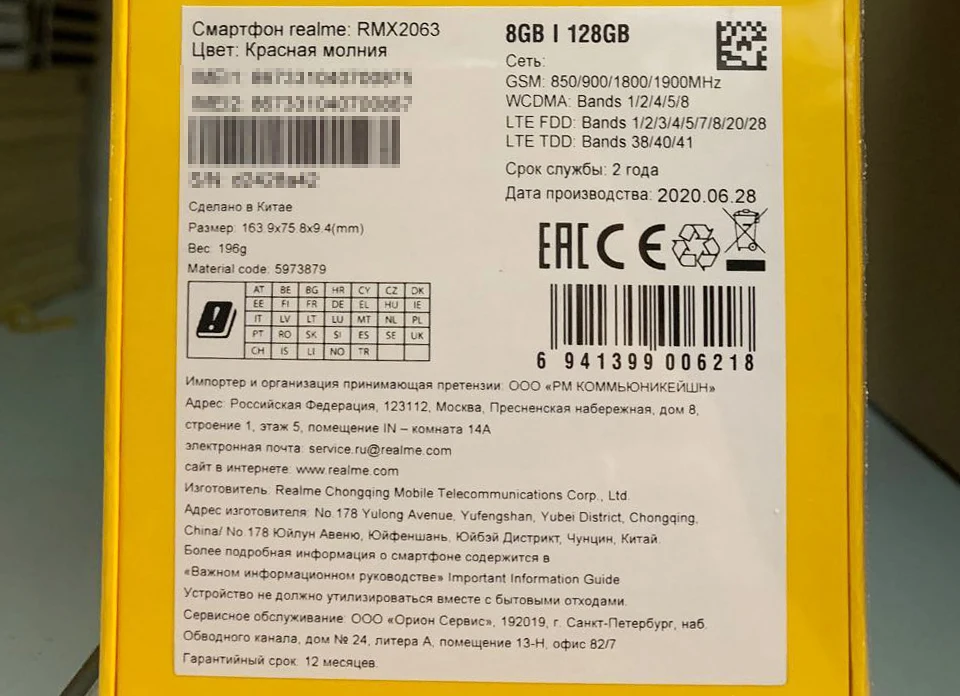 Смартфон realme: RMX2063
Цвет: Красная молния
Сделано в Китае
Размер: 163.9x75.8x9.4(mm)
Вес: 196g
Material code: 5973879
AT BE BG HR CY CZ DK
EE FI FR DE EL HU IE
IT LV LT LU MT NL PL
PT RO SK SI ES SE UK
CH IS LI NO TR
8GB | 128GB
Сеть:
GSM: 850/900/1800/1900MHz
WCDMA: Bands 1/2/4/5/8
LTE FDD: Bands 1/2/3/4/5/7/8/20/28
LTE TDD: Bands 38/40/41
Срок службы: 2 года
Дата производства: 2020.06.28
EAC CE
6 941399 006218
Импортер и организация принимающая претензии: ООО «РМ КОММЬЮНИКЕЙШН»
Адрес: Российская Федерация, 123112, Москва, Пресненская набережная, дом 8,
строение 1, этаж 5, помещение IN – комната 14А
электронная почта: service.ru@realme.com
сайт в интернете: www.realme.com
Изготовитель: Realme Chongqing Mobile Telecommunications Corp., Ltd.
Адрес изготовителя: No.178 Yulong Avenue, Yufengshan, Yubei District, Chongqing,
China/ No.178 Юйлун Авеню, Юйфеншань, Юйбэй Дистрикт, Чунцин, Китай.
Более подробная информация о смартфоне содержится в
«Важном информационном руководстве» Important Information Guide
Устройство не должно утилизироваться вместе с бытовыми отходами.
Сервисное обслуживание: ООО «Орион Сервис», 192019, г. Санкт-Петербург, наб.
Обводного канала, дом № 24, литера А, помещение 13-Н, офис 82/7
Гарантийный срок: 12 месяцев.